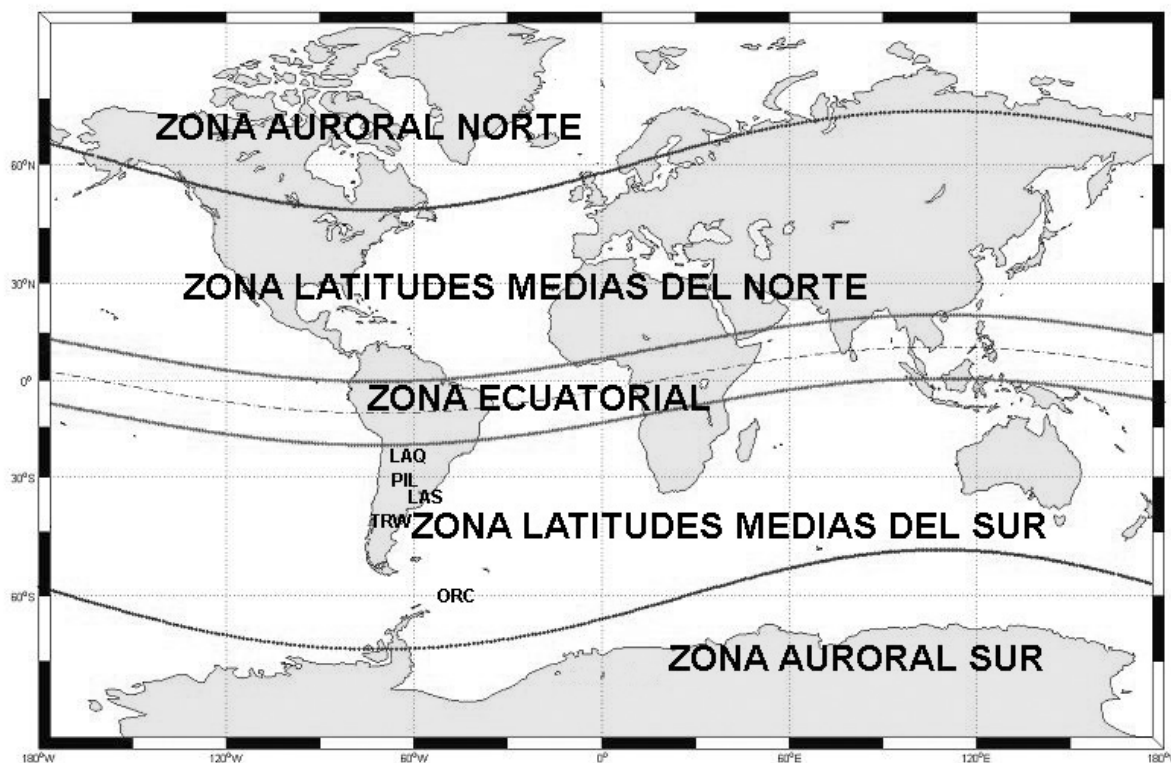 ZONA AURORAL NORTE
60°N
ZONA LATITUDES MEDIAS DEL NORTE
30°N
0°
ZONA ECUATORIAL
LAQ
30°S
PIL
LAS
TRW
ZONA LATITUDES MEDIAS DEL SUR
60°S
ORC
ZONA AURORAL SUR
180°W 120°W 60°W 0° 60°E 120°E 180°